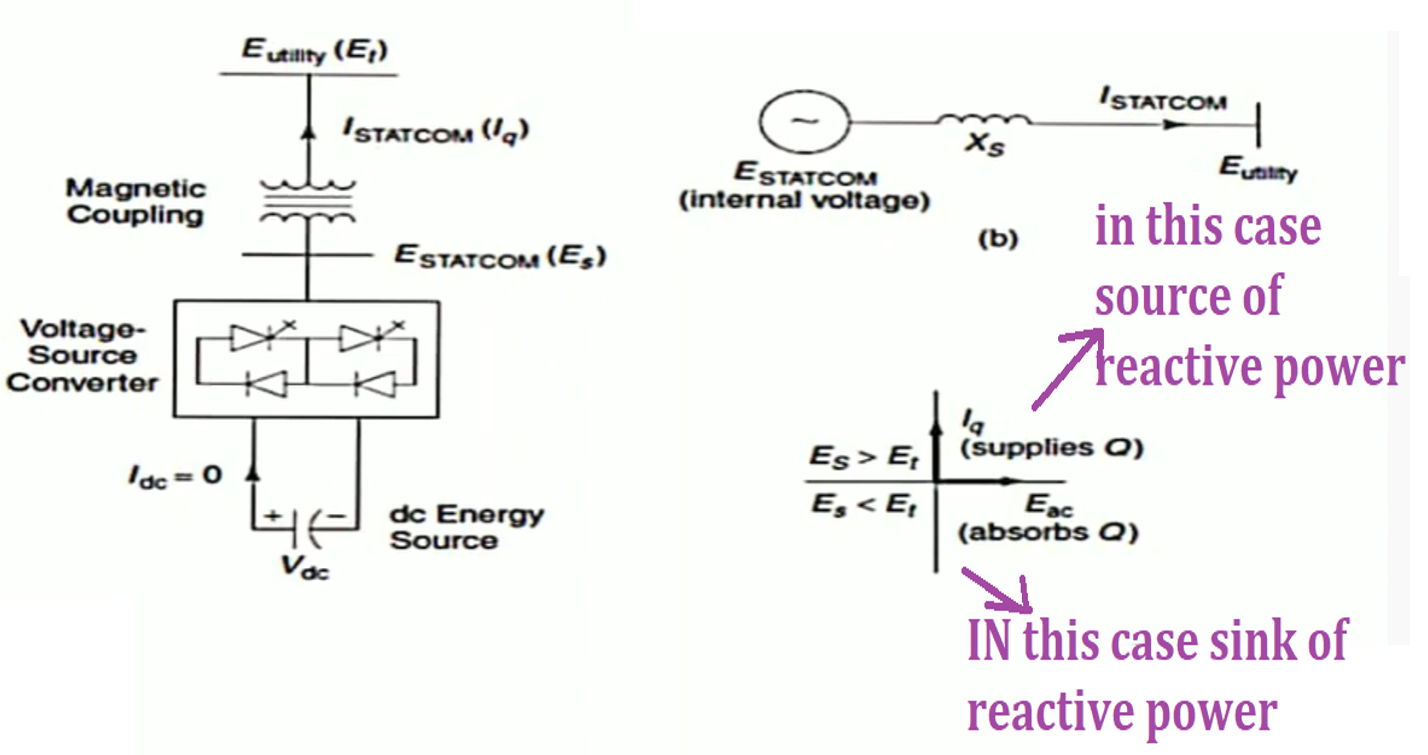 E utility (Et)
ISTATCOM (Iq)
Magnetic
Coupling
ESTATCOM (Es)
Voltage-
Source
Converter
Idc = 0
+ −
dc Energy
Source
Vdc
~
ISTATCOM
XS
ESTATCOM
(internal voltage)
Eutility
(b)
in this case
source of
reactive power
Iq
(supplies Q)
ES > Et
Es < Et
Eac
(absorbs Q)
IN this case sink of
reactive power